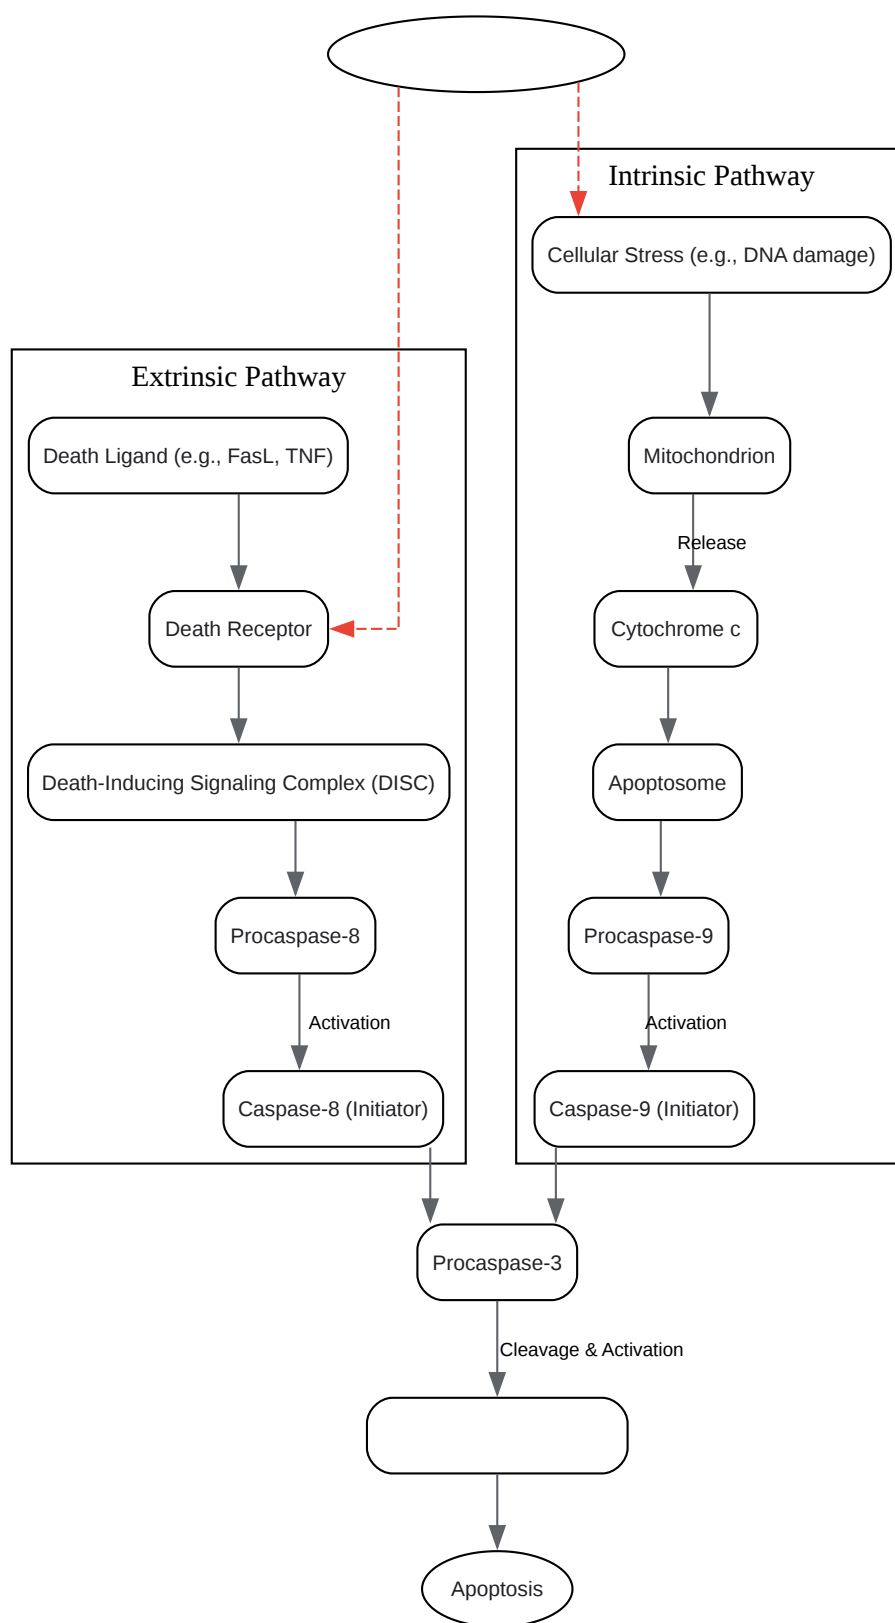 Intrinsic Pathway
Cellular Stress (e.g., DNA damage)
Mitochondrion
Release
Cytochrome c
Apoptosome
Procaspase-9
Activation
Caspase-9 (Initiator)
Extrinsic Pathway
Death Ligand (e.g., FasL, TNF)
Death Receptor
Death-Inducing Signaling Complex (DISC)
Procaspase-8
Activation
Caspase-8 (Initiator)
Procaspase-3
Cleavage & Activation
Apoptosis